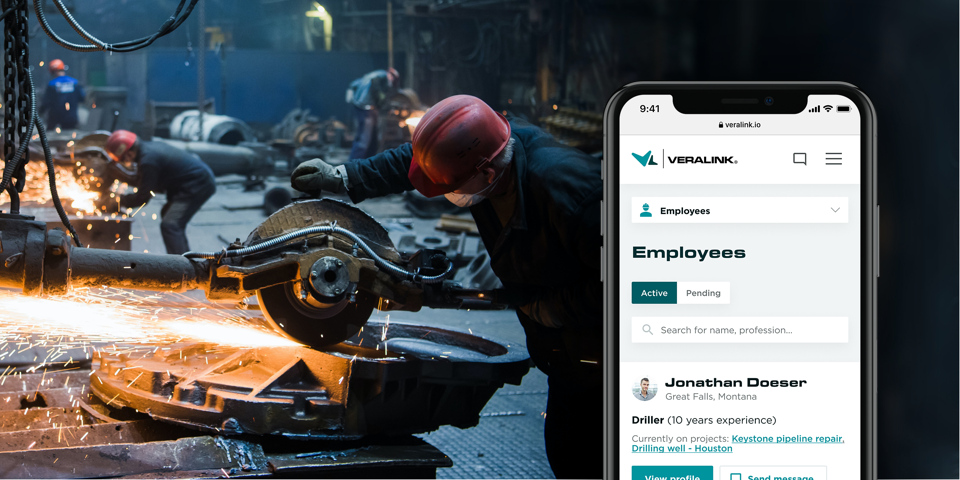 9:41
veralink.io
VL VERALINK®
Employees
Employees
Active Pending
Search for name, profession...
Jonathan Doeser
Great Falls, Montana
Driller (10 years experience)
Currently on projects: Keystone pipeline repair,
Drilling well - Houston
View profile Send message